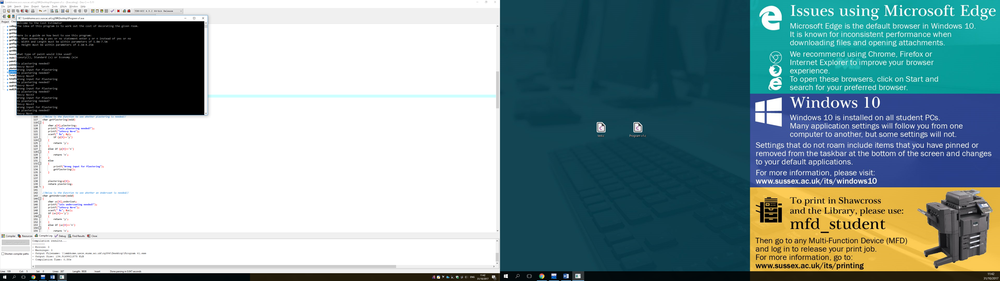 \\smbhome.uscs.susx.ac.uk\cg394\Desktop\Program v1.c - [Executing] - Dev-C++ 5.11
File Edit Search View Project Execute Tools AStyle Window Help
TDM-GCC 4.9.2 64-bit Release
\\smbhome.uscs.susx.ac.uk\cg394\Desktop\Program v1.exe
Project Class
ceiling
getHei
getHo
getLen
getPai
getPla
getUn
getWi
hoursC
main (
paintC
paintin
plaster
printIn
Total (
totalFi
underc
wall1A
wall2A
Welcome to the Cost Estimator
The idea of this program is to work out the cost of decorating the given room.
Here is a guide on how best to use this program:
1. When answering a yes or no statement enter y or n instead of yes or no
2. Width and Length must be within parameters of 1.8m-7.5m
3. Height must be within parameters of 2.1m-4.25m
What type of paint would like used?
Luxury(l), Standard (s) or Economy (e)e
Is plastering needed?
Yes=y No=nf
Wrong input for Plastering
Is plastering needed?
Yes=y No=nf
Wrong input for Plastering
Is plastering needed?
Yes=y No=nf
Wrong input for Plastering
Is plastering needed?
Yes=y No=n3
Wrong input for Plastering
Is plastering needed?
Yes=y No=n3
Wrong input for Plastering
Is plastering needed?
Yes=y No=n
116 //Below is the function to see whether plastering is needed//
117 char getPlastering(void)
118 {
119 char p[0],plastering;
120 printf("\nIs plastering needed?");
121 printf("\nYes=y No=n");
122 scanf(" %s", &p);
123 if (p[0]=='y')
124 {
125 return 'y';
126 }
127 else if (p[0]=='n')
128 {
129 return 'n';
130 }
131 else
132 {
133 printf("Wrong input for Plastering");
134 getPlastering();
135 }
136
137
138 plastering=p[0];
139 return plastering;
140 }
141
142 //Below is the function to see whether an Undercoat is needed//
143 char getUndercoat(void)
144 {
145 char uc[0],underCoat;
146 printf("\nIs undercoating needed?");
147 printf("\nYes=y No=n");
148 scanf(" %c", &uc);
149 if (uc[0]=='y')
150 {
151 return 'y';
152 }
153 else if (uc[0]=='n')
154 {
155 return 'n';
Compiler Resources Compile Log Debug Find Results Close
Abort Compilation
Shorten compiler paths
Compilation results...
--------
- Errors: 0
- Warnings: 0
- Output Filename: \\smbhome.uscs.susx.ac.uk\cg394\Desktop\Program v1.exe
- Output Size: 134.9169921875 KiB
- Compilation Time: 0.58s
Line: 109 Col: 5 Sel: 0 Lines: 387 Length: 9838 Insert Done parsing in 0.047 seconds
ENG
11:42
31/10/2017
test.c
Program v1.c
Issues using Microsoft Edge
Microsoft Edge is the default browser in Windows 10.
It is known for inconsistent performance when
downloading files and opening attachments.
We recommend using Chrome, Firefox or
Internet Explorer to improve your browser
experience.
To open these browsers, click on Start and
search for your preferred browser.
Windows 10
Windows 10 is installed on all student PCs.
Many application settings will follow you from one
computer to another, but some settings will not.
Settings that do not roam include items that you have pinned or
removed from the taskbar at the bottom of the screen and changes
to your default applications.
For more information, please visit:
www.sussex.ac.uk/its/windows10
To print in Shawcross
and the Library, please use:
mfd_student
Then go to any Multi-Function Device (MFD)
and log in to release your print job.
For more information, go to:
www.sussex.ac.uk/its/printing
11:42
31/10/2017